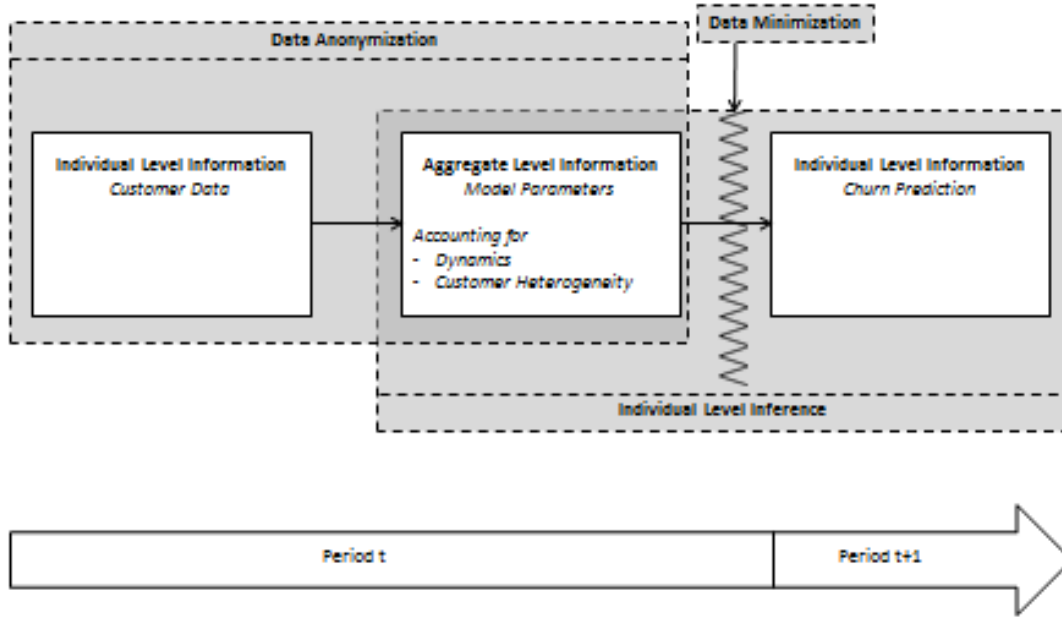 Data Minimization
Data Anonymization
Individual Level Information
Customer Data
Aggregate Level Information
Model Parameters
Accounting for
- Dynamics
- Customer Heterogeneity
Individual Level Information
Churn Prediction
Individual Level Inference
Period t
Period t+1